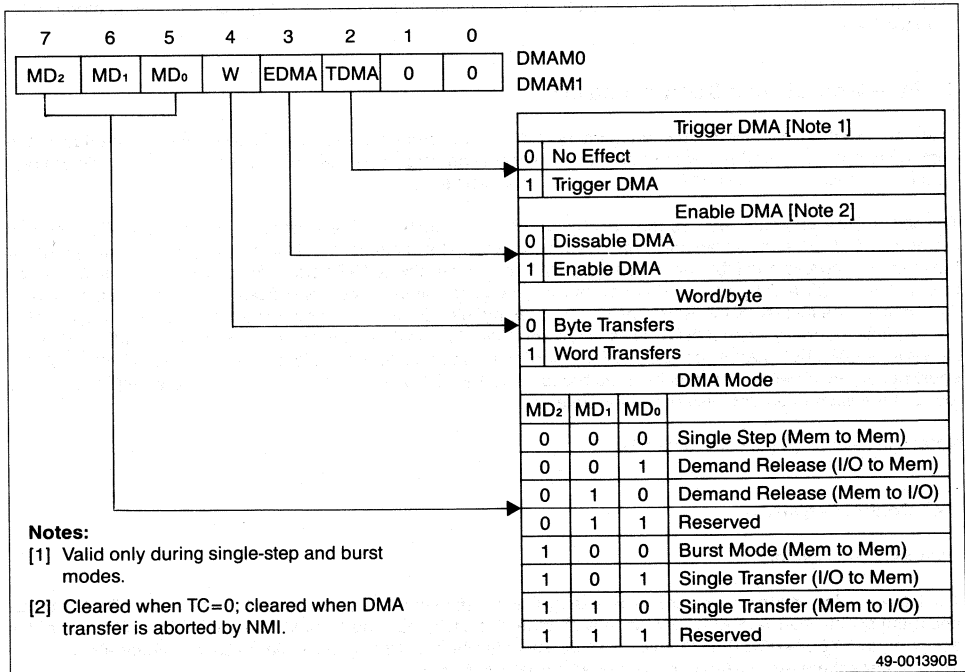 7 6 5 4 3 2 1 0
MD₂ MD₁ MD₀ W EDMA TDMA 0 0
DMAM0
DMAM1
Trigger DMA [Note 1]
0 No Effect
1 Trigger DMA
Enable DMA [Note 2]
0 Dissable DMA
1 Enable DMA
Word/byte
0 Byte Transfers
1 Word Transfers
DMA Mode
MD₂ MD₁ MD₀
0 0 0 Single Step (Mem to Mem)
0 0 1 Demand Release (I/O to Mem)
0 1 0 Demand Release (Mem to I/O)
0 1 1 Reserved
1 0 0 Burst Mode (Mem to Mem)
1 0 1 Single Transfer (I/O to Mem)
1 1 0 Single Transfer (Mem to I/O)
1 1 1 Reserved
Notes:
[1] Valid only during single-step and burst
modes.
[2] Cleared when TC=0; cleared when DMA
transfer is aborted by NMI.
49-001390B